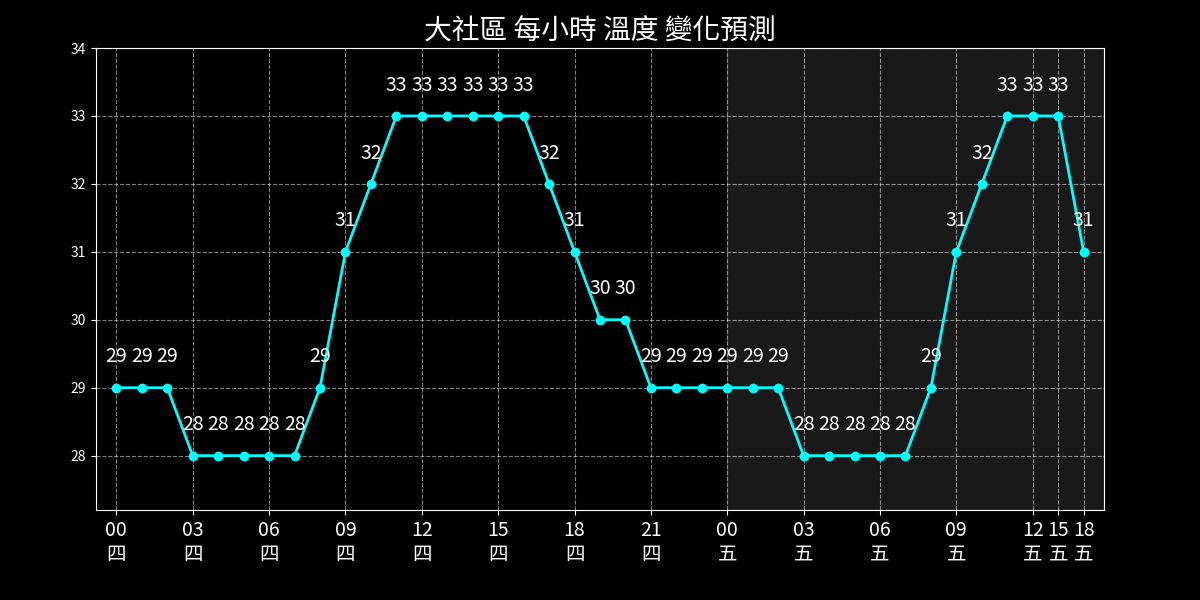 大社區 每小時 溫度 變化預測
34
33 33 33 33 33 33 33 33 33
33
32 32 32
32
31 31 31 31
31
30 30
30
29 29 29 29 29 29 29 29 29 29 29
29
28 28 28 28 28 28 28 28 28 28
28
00 03 06 09 12 15 18 21 00 03 06 09 12 15 18
四 四 四 四 四 四 四 四 五 五 五 五 五 五 五